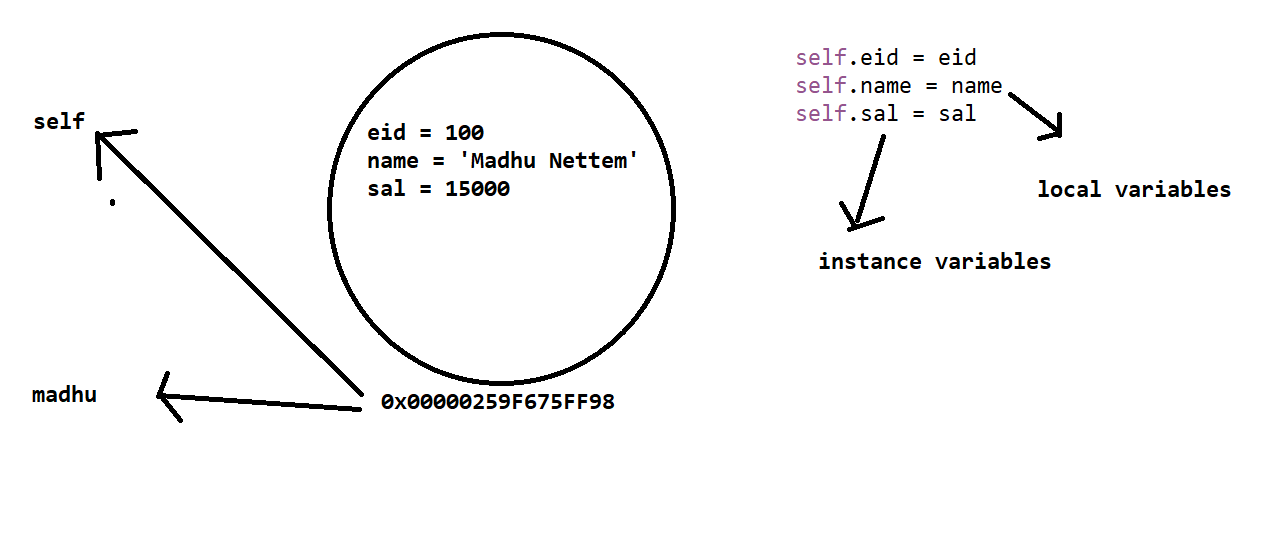 self
eid = 100
name = 'Madhu Nettem'
sal = 15000
madhu
0x00000259F675FF98
self.eid = eid
self.name = name
self.sal = sal
local variables
instance variables